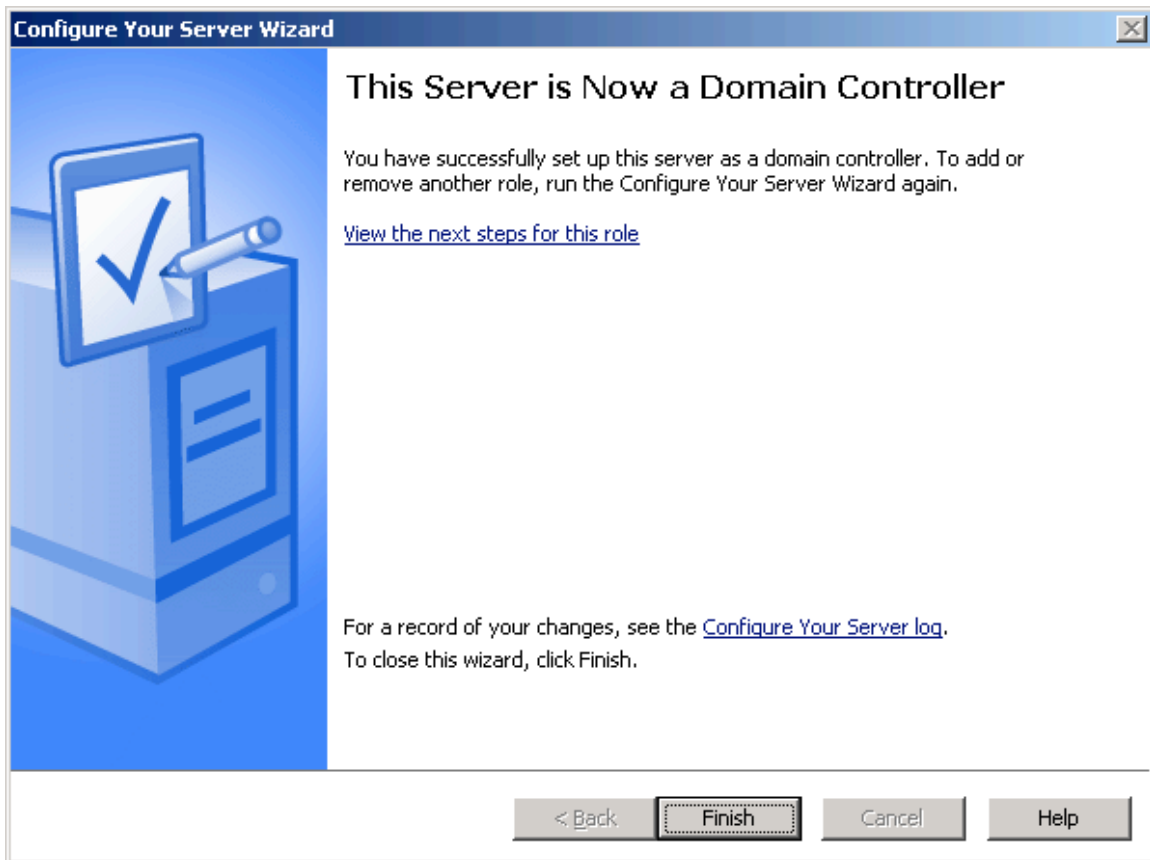 Configure Your Server Wizard
This Server is Now a Domain Controller
You have successfully set up this server as a domain controller. To add or
remove another role, run the Configure Your Server Wizard again.
View the next steps for this role
For a record of your changes, see the Configure Your Server log.
To close this wizard, click Finish.
< Back Finish Cancel Help